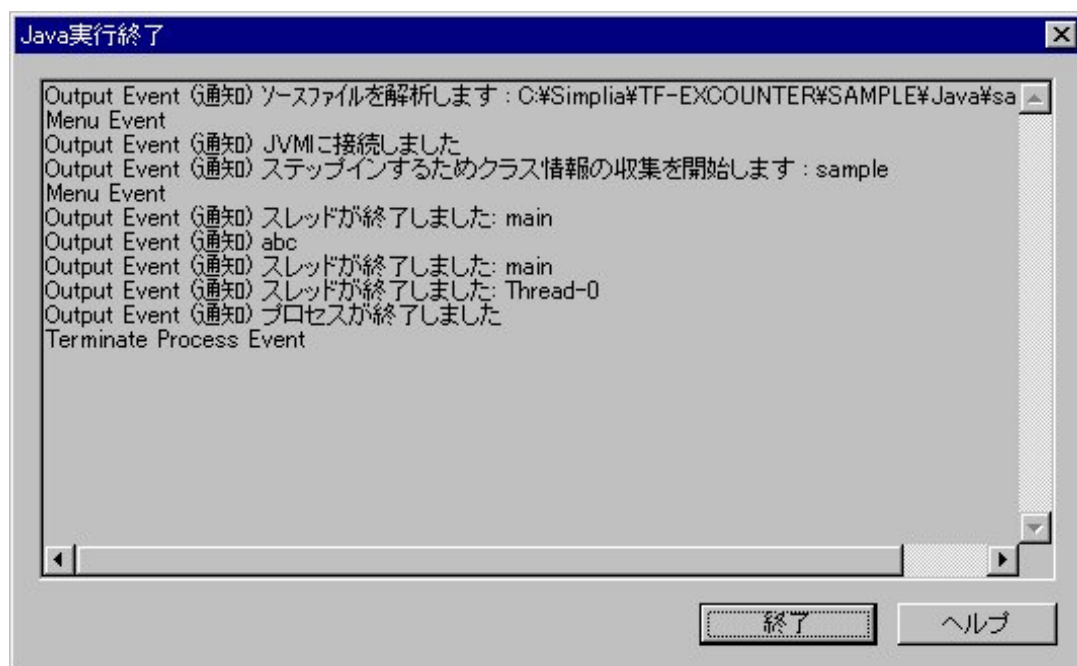 Java実行終了
Output Event (通知) ソースファイルを解析します : C:¥Simplia¥TF-EXCOUNTER¥SAMPLE¥Java¥sa
Menu Event
Output Event (通知) JVMに接続しました
Output Event (通知) ステップインするためクラス情報の収集を開始します : sample
Menu Event
Output Event (通知) スレッドが終了しました: main
Output Event (通知) abc
Output Event (通知) スレッドが終了しました: main
Output Event (通知) スレッドが終了しました: Thread-0
Output Event (通知) プロセスが終了しました
Terminate Process Event
終了
ヘルプ